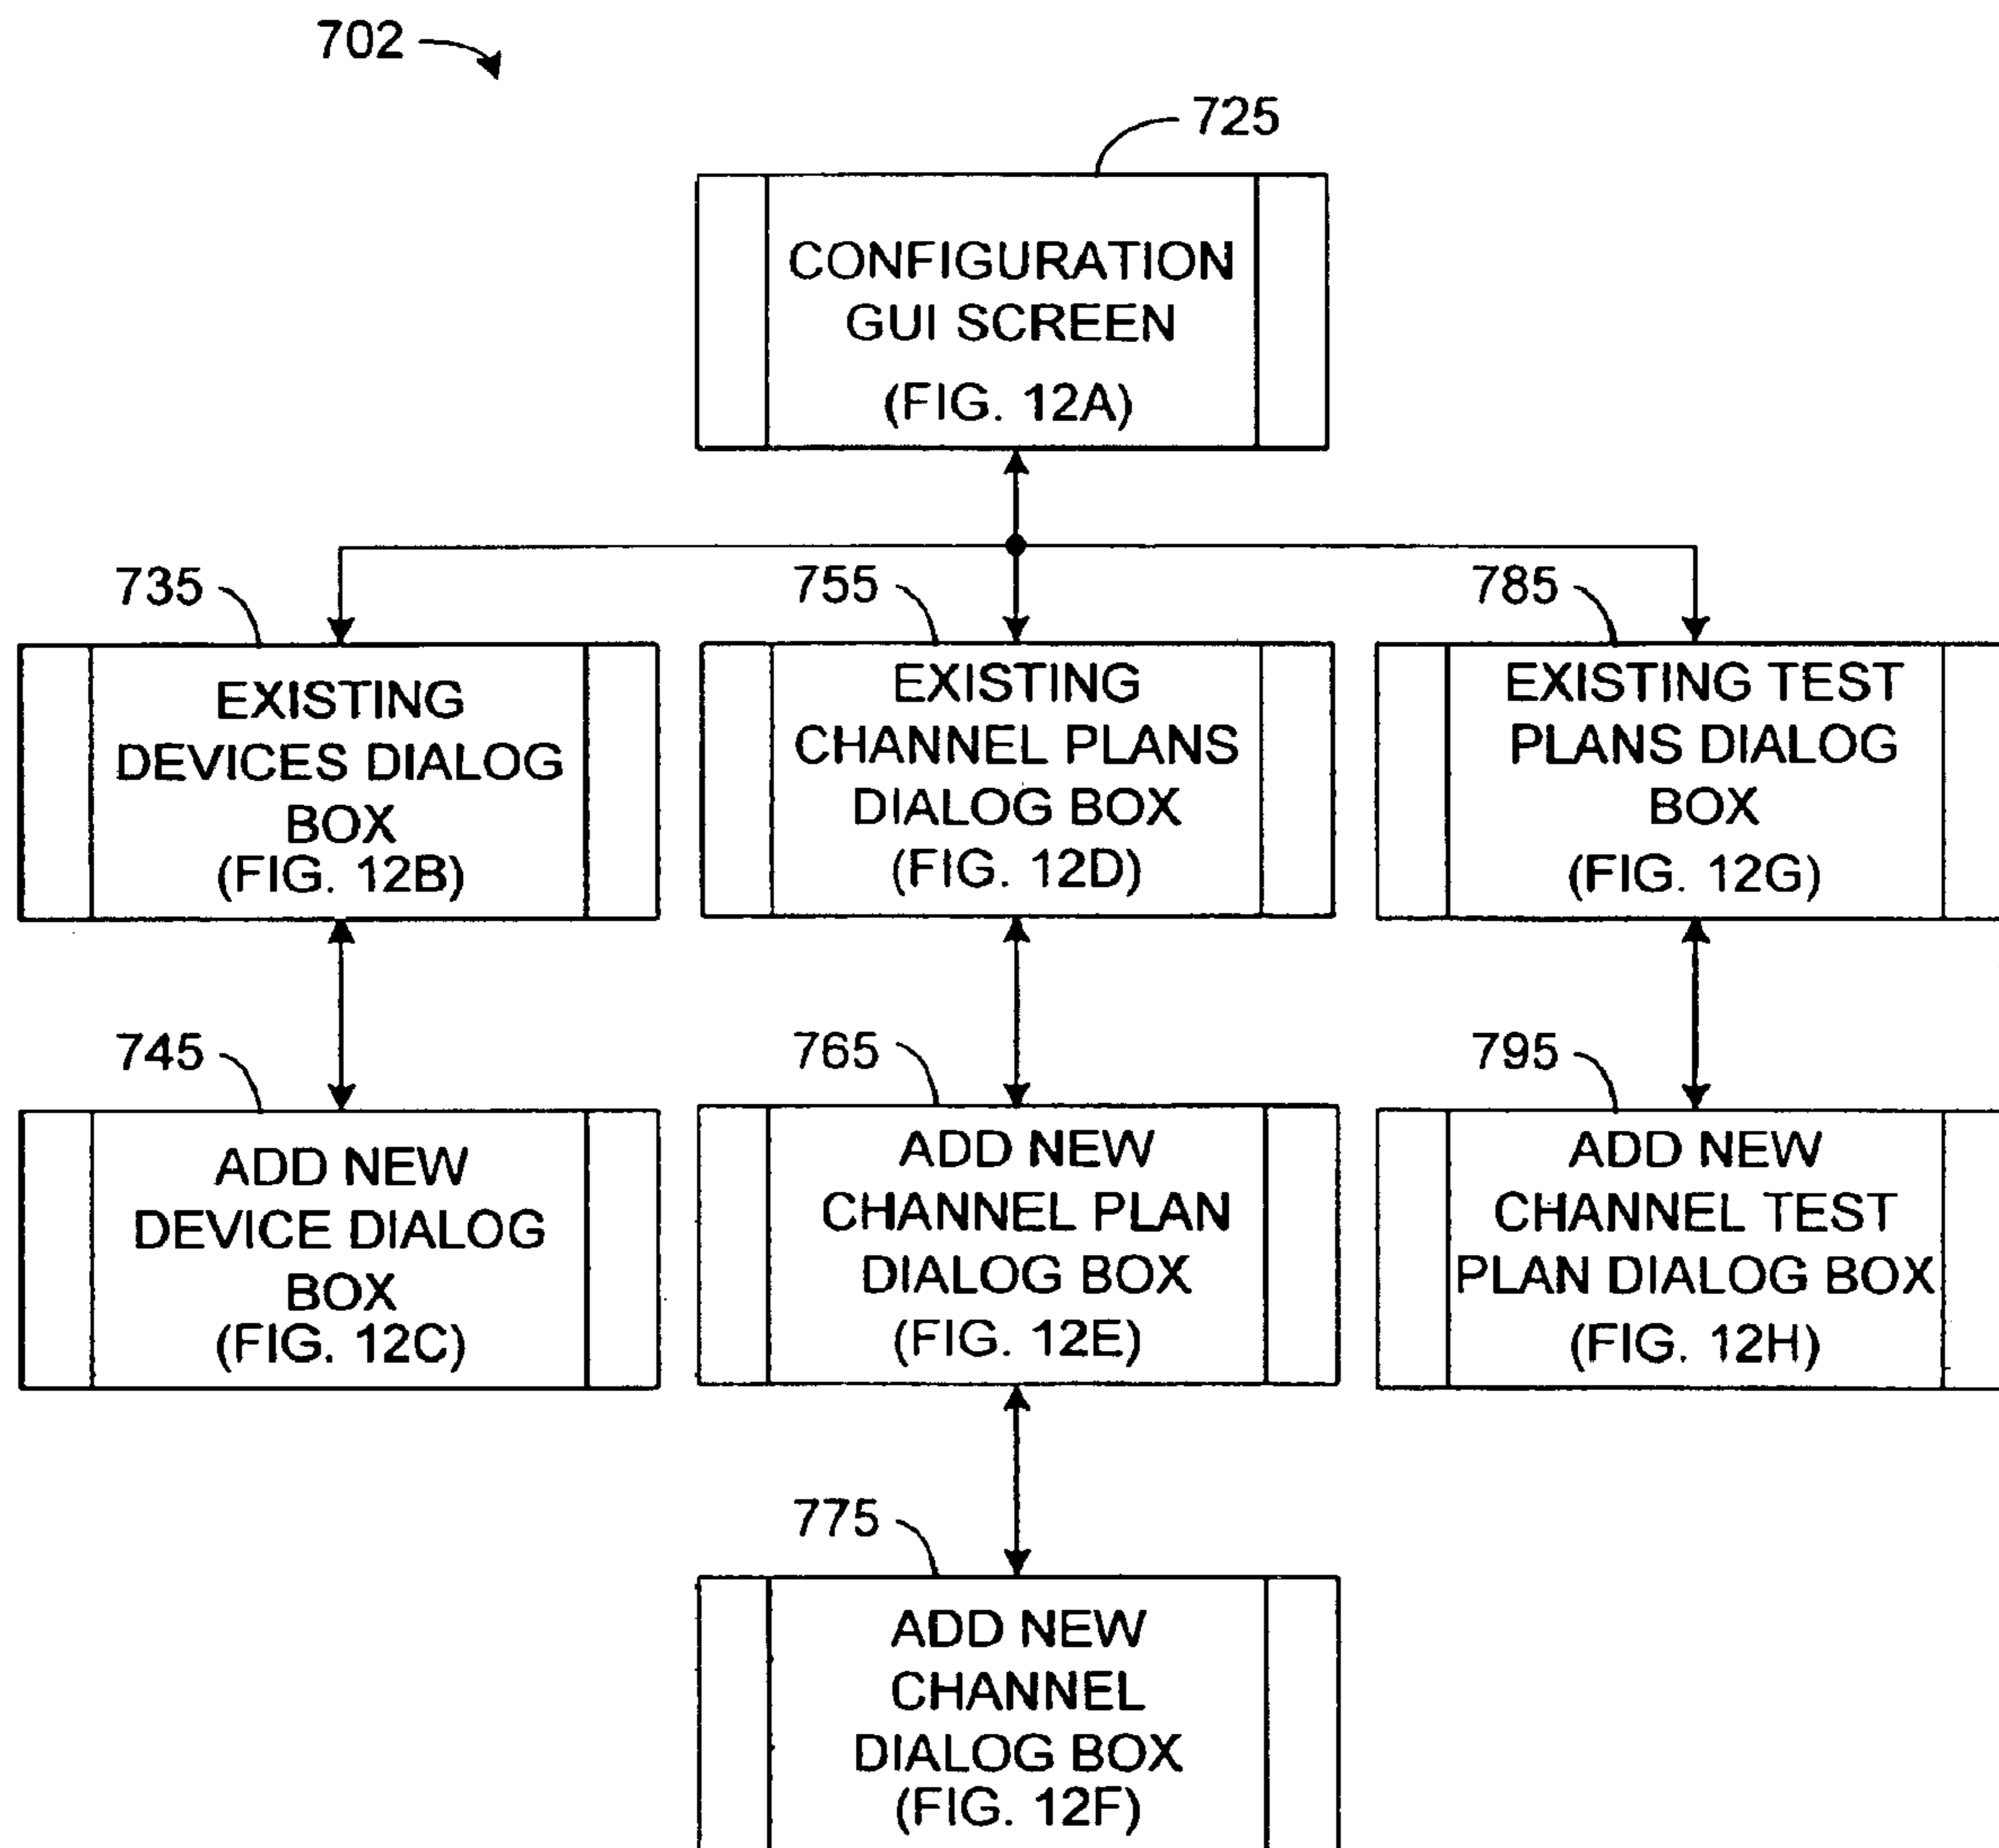 702
725
CONFIGURATION
GUI SCREEN
(FIG. 12A)
735
755
785
EXISTING
DEVICES DIALOG
BOX
(FIG. 12B)
EXISTING
CHANNEL PLANS
DIALOG BOX
(FIG. 12D)
EXISTING TEST
PLANS DIALOG
BOX
(FIG. 12G)
745
765
795
ADD NEW
DEVICE DIALOG
BOX
(FIG. 12C)
ADD NEW
CHANNEL PLAN
DIALOG BOX
(FIG. 12E)
ADD NEW
CHANNEL TEST
PLAN DIALOG BOX
(FIG. 12H)
775
ADD NEW
CHANNEL
DIALOG BOX
(FIG. 12F)